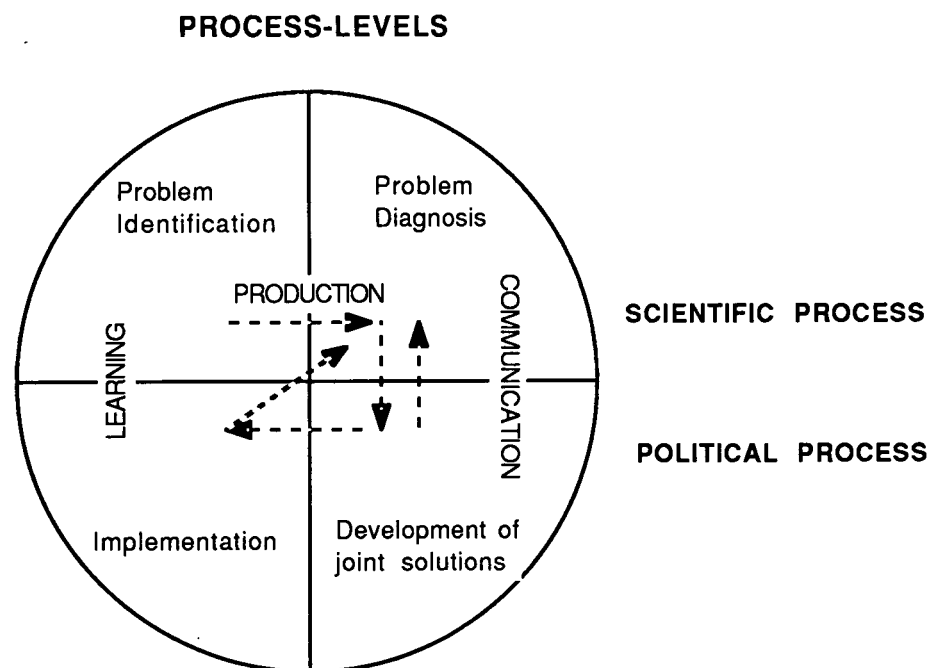 PROCESS-LEVELS
Problem
Identification
Problem
Diagnosis
PRODUCTION
LEARNING
COMMUNICATION
SCIENTIFIC PROCESS
POLITICAL PROCESS
Implementation
Development of
joint solutions